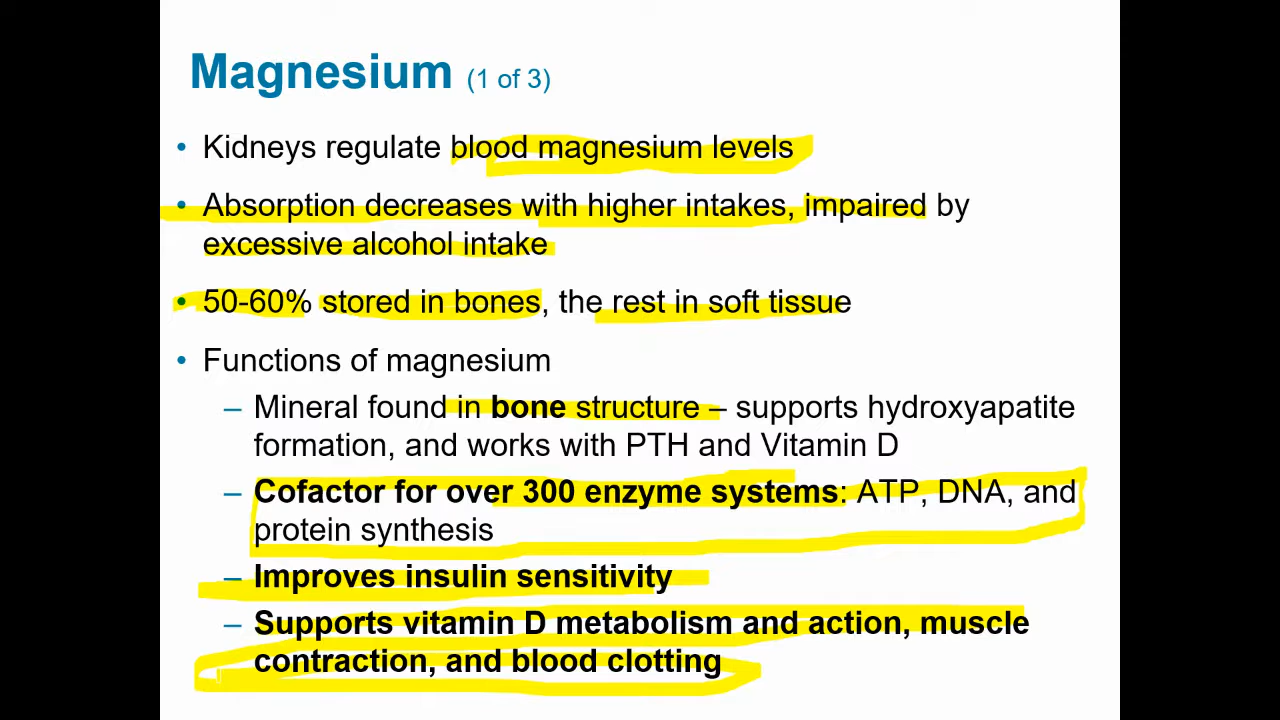 Magnesium (1 of 3)
• Kidneys regulate blood magnesium levels
• Absorption decreases with higher intakes, impaired by
excessive alcohol intake
• 50-60% stored in bones, the rest in soft tissue
• Functions of magnesium
– Mineral found in bone structure – supports hydroxyapatite
formation, and works with PTH and Vitamin D
– Cofactor for over 300 enzyme systems: ATP, DNA, and
protein synthesis
– Improves insulin sensitivity
– Supports vitamin D metabolism and action, muscle
contraction, and blood clotting